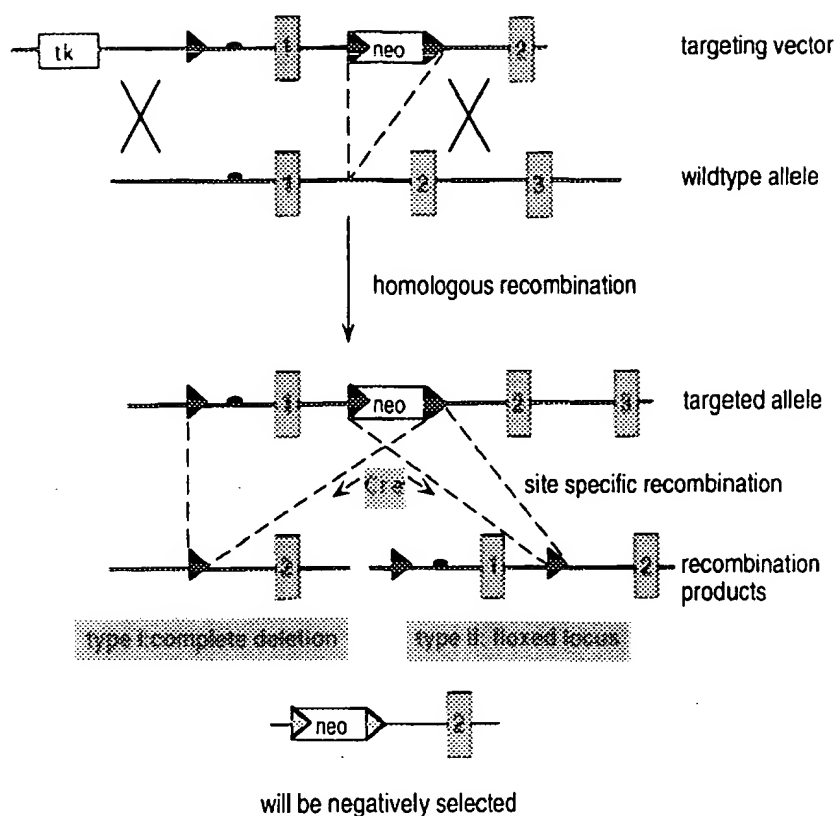 tk 1 neo 2 targeting vector
1 2 3 wildtype allele
homologous recombination
1 neo 2 3 targeted allele
Cre site specific recombination
2 1 2 recombination
products
type I:complete deletion type II: floxed locus
neo 2
will be negatively selected